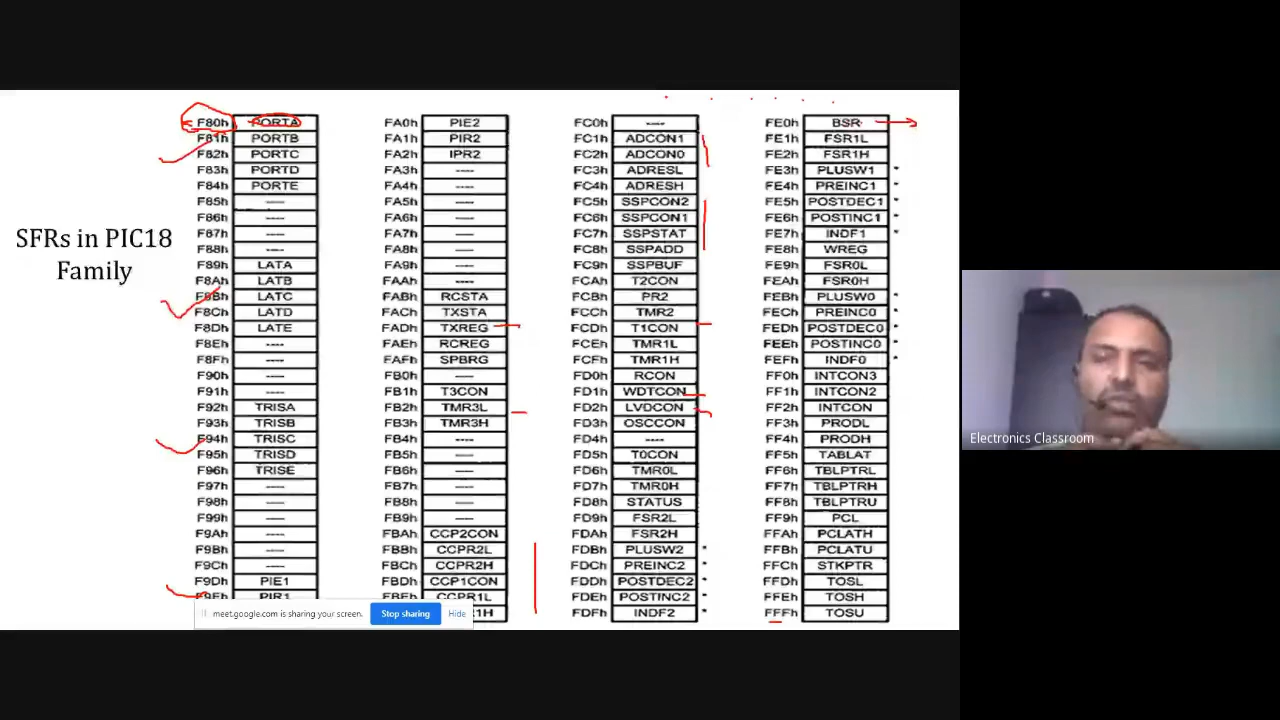 SFRs in PIC18
Family
F80h PORTA
F81h PORTB
F82h PORTC
F83h PORTD
F84h PORTE
F85h ----
F86h ----
F87h ----
F88h ----
F89h LATA
F8Ah LATB
F8Bh LATC
F8Ch LATD
F8Dh LATE
F8Eh ----
F8Fh ----
F90h ----
F91h ----
F92h TRISA
F93h TRISB
F94h TRISC
F95h TRISD
F96h TRISE
F97h ----
F98h ----
F99h ----
F9Ah ----
F9Bh ----
F9Ch ----
F9Dh PIE1
F9Eh PIR1
FA0h PIE2
FA1h PIR2
FA2h IPR2
FA3h ----
FA4h ----
FA5h ----
FA6h ----
FA7h ----
FA8h ----
FA9h ----
FAAh ----
FABh RCSTA
FACh TXSTA
FADh TXREG
FAEh RCREG
FAFh SPBRG
FB0h ----
FB1h T3CON
FB2h TMR3L
FB3h TMR3H
FB4h ----
FB5h ----
FB6h ----
FB7h ----
FB8h ----
FB9h ----
FBAh CCP2CON
FBBh CCPR2L
FBCh CCPR2H
FBDh CCP1CON
FBEh CCPR1L
1H
FC0h ----
FC1h ADCON1
FC2h ADCON0
FC3h ADRESL
FC4h ADRESH
FC5h SSPCON2
FC6h SSPCON1
FC7h SSPSTAT
FC8h SSPADD
FC9h SSPBUF
FCAh T2CON
FCBh PR2
FCCh TMR2
FCDh T1CON
FCEh TMR1L
FCFh TMR1H
FD0h RCON
FD1h WDTCON
FD2h LVDCON
FD3h OSCCON
FD4h ----
FD5h T0CON
FD6h TMR0L
FD7h TMR0H
FD8h STATUS
FD9h FSR2L
FDAh FSR2H
FDBh PLUSW2 *
FDCh PREINC2 *
FDDh POSTDEC2 *
FDEh POSTINC2 *
FDFh INDF2 *
FE0h BSR
FE1h FSR1L
FE2h FSR1H
FE3h PLUSW1 *
FE4h PREINC1 *
FE5h POSTDEC1 *
FE6h POSTINC1 *
FE7h INDF1 *
FE8h WREG
FE9h FSR0L
FEAh FSR0H
FEBh PLUSW0 *
FECh PREINC0 *
FEDh POSTDEC0 *
FEEh POSTINC0 *
FEFh INDF0 *
FF0h INTCON3
FF1h INTCON2
FF2h INTCON
FF3h PRODL
FF4h PRODH
FF5h TABLAT
FF6h TBLPTRL
FF7h TBLPTRH
FF8h TBLPTRU
FF9h PCL
FFAh PCLATH
FFBh PCLATU
FFCh STKPTR
FFDh TOSL
FFEh TOSH
FFFh TOSU
meet.google.com is sharing your screen. Stop sharing Hide
Electronics Classroom